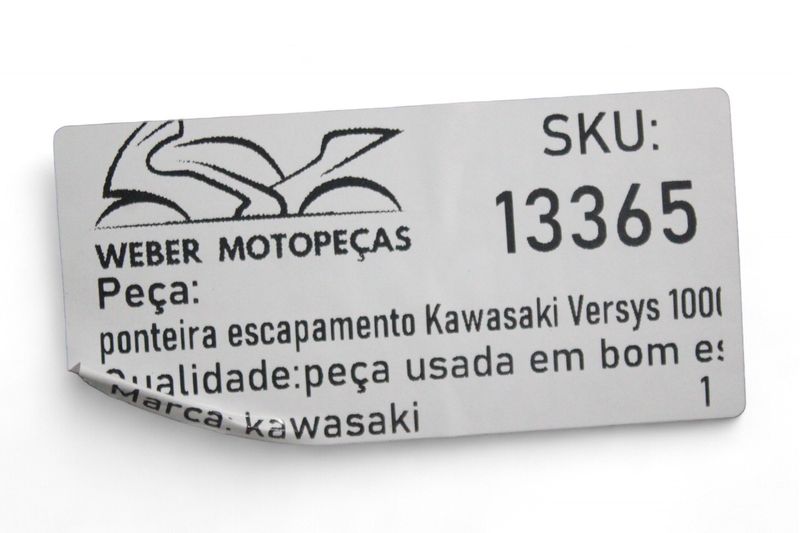 SKU:
13365
WEBER MOTOPEÇAS
Peça:
ponteira escapamento Kawasaki Versys
Qualidade:peça usada em bom
1
Marca: kawasaki